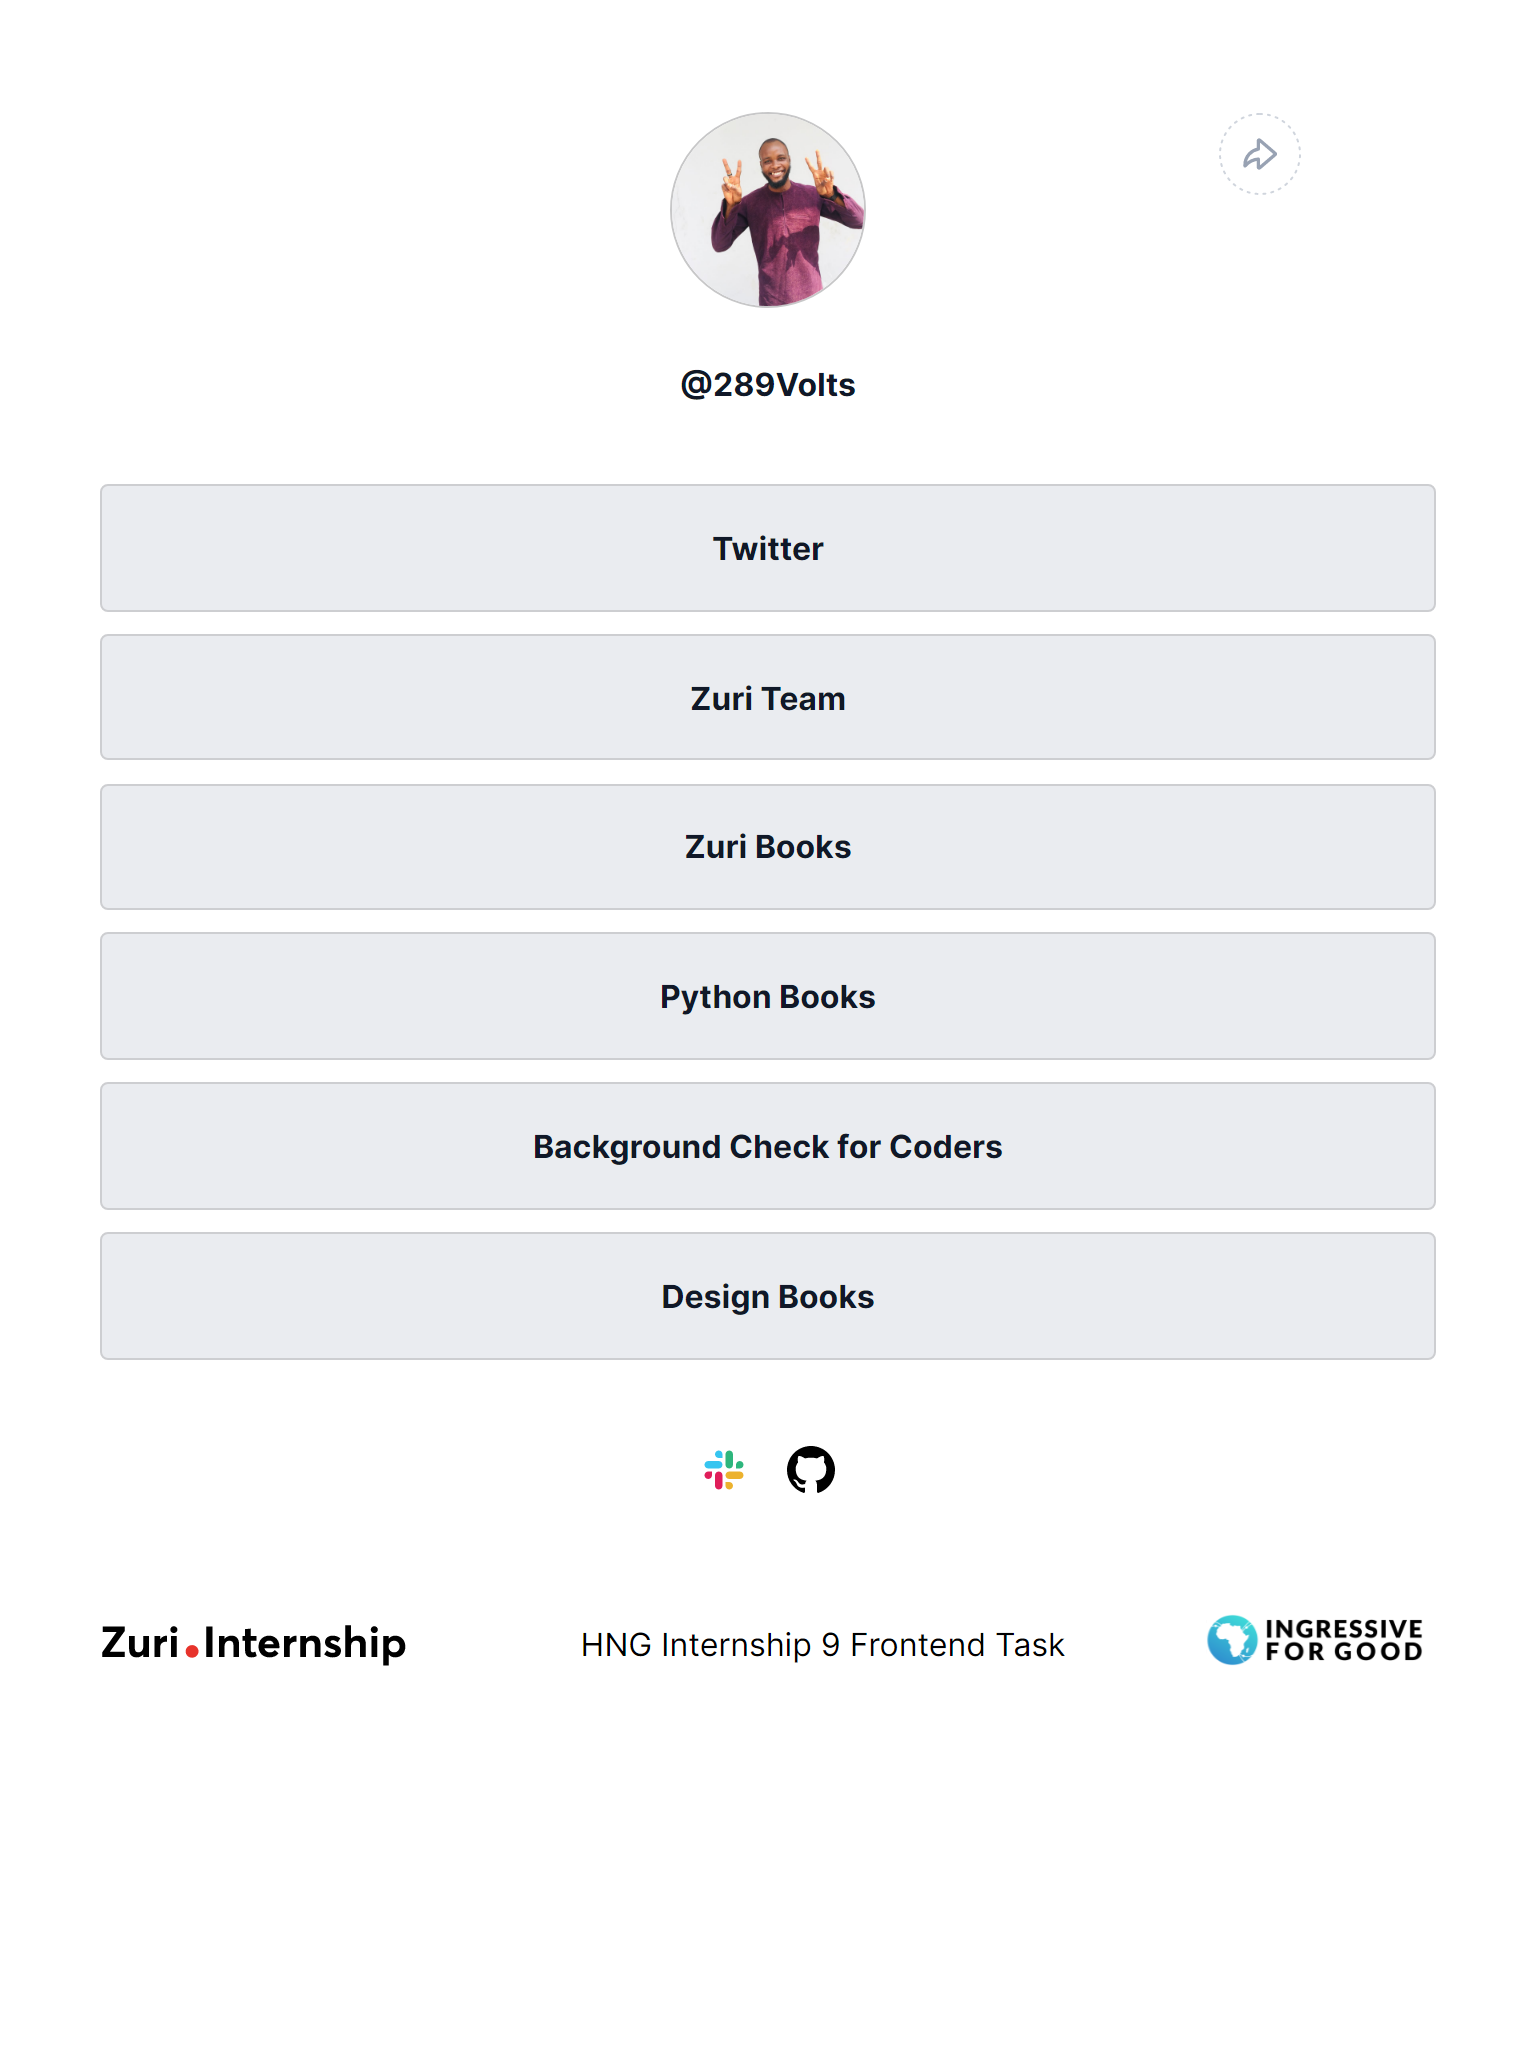 @289Volts
Twitter
Zuri Team
Zuri Books
Python Books
Background Check for Coders
Design Books
Zuri.Internship
HNG Internship 9 Frontend Task
INGRESSIVE
FOR GOOD